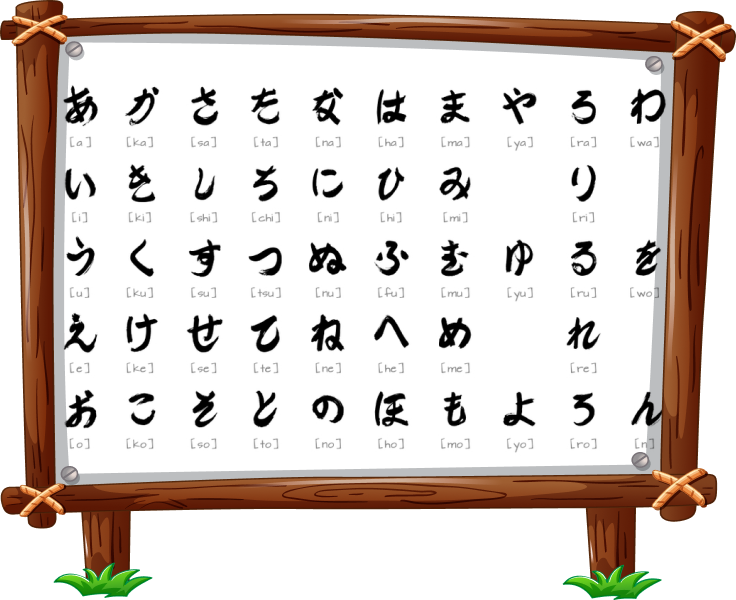 あ か さ た な は ま や ら わ
[a] [ka] [sa] [ta] [na] [ha] [ma] [ya] [ra] [wa]
い き し ち に ひ み り
[i] [ki] [shi] [chi] [ni] [hi] [mi] [ri]
う く す つ ぬ ふ む ゆ る を
[u] [ku] [su] [tsu] [nu] [fu] [mu] [yu] [ru] [wo]
え け せ て ね へ め れ
[e] [ke] [se] [te] [ne] [he] [me] [re]
お こ そ と の ほ も よ ろ ん
[o] [ko] [so] [to] [no] [ho] [mo] [yo] [ro] [n]